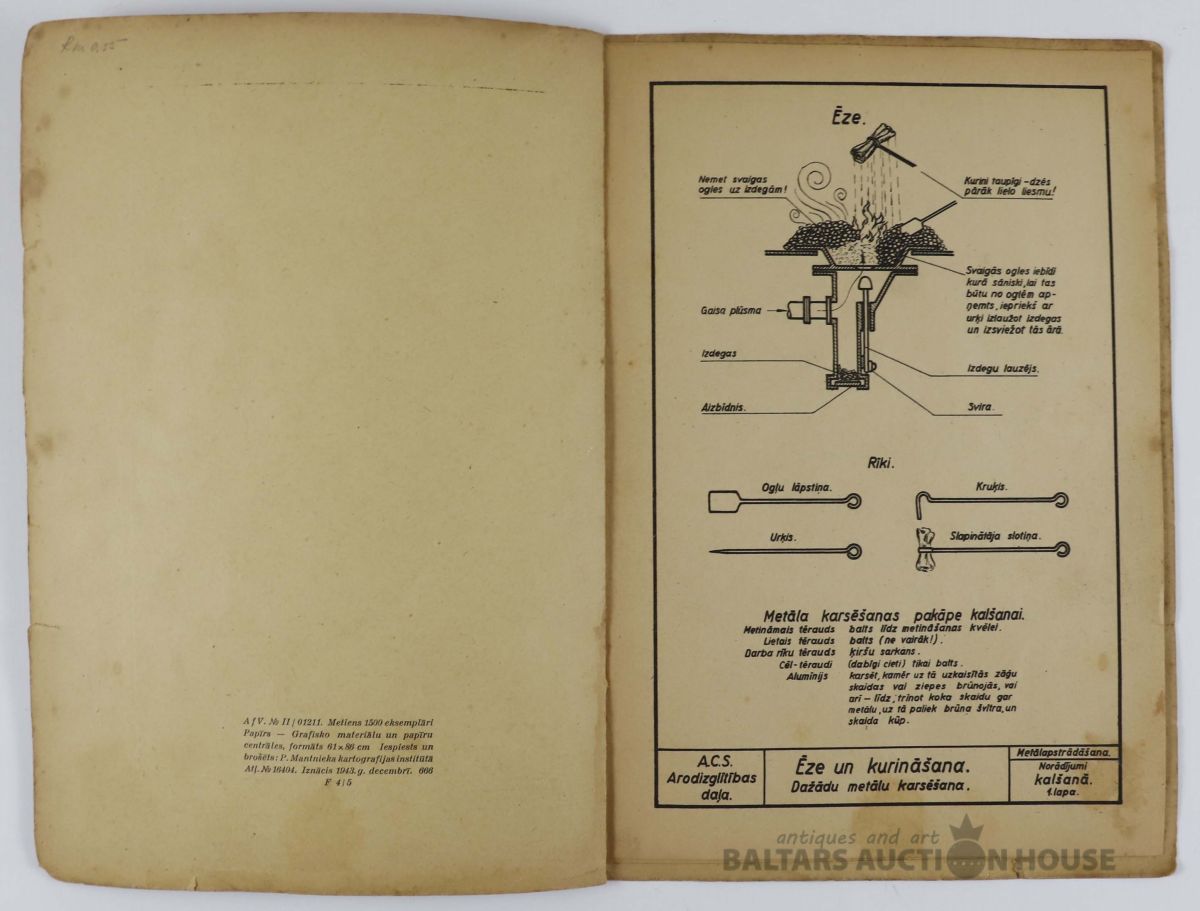 Rm 0,55
A f V. № II / 01211. Metiens 1500 eksemplāri
Papīrs — Grafisko materiālu un papīru
centrāles, formāts 61×86 cm Iespiests un
brošēts: P. Mantnieka kartografijas institūtā
Atļ. № 16404. Iznācis 1943. g. decembrī. 666
F 4/5
Ēze.
Nemet svaigas
ogles uz izdegām!
Kurini taupīgi - dzēs
pārāk lielo liesmu!
Svaigās ogles iebīdi
kurā sāniski, lai tas
būtu no oglēm ap-
ņemts, iepriekš ar
urķi izlaužot izdegas
un izsviežot tās ārā.
Gaisa plūsma
Izdegas
Izdegu lauzējs.
Aizbīdnis.
Svira.
Rīki.
Ogļu lāpstiņa.
Kruķis.
Urķis.
Slapinātāja slotiņa.
Metāla karsēšanas pakāpe kalšanai.
Metināmais tērauds balts līdz metināšanas kvēlei.
Lietais tērauds balts (ne vairāk!).
Darba rīku tērauds ķiršu sarkans.
Cēl-tēraudi (dabīgi cieti) tikai balts.
Alumīnijs karsēt, kamēr uz tā uzkaisītās zāģu
skaidas vai ziepes brūnojās, vai
arī - līdz, trīnot koka skaidu gar
metālu, uz tā paliek brūna švītra, un
skaida kūp.
A.C.S.
Arodizglītības
daļa.
Ēze un kurināšana.
Dažādu metālu karsēšana.
Metālapstrādāšana.
Norādījumi
kalšanā.
1. lapa.
antiques and art
BALTARS AUCTION HOUSE